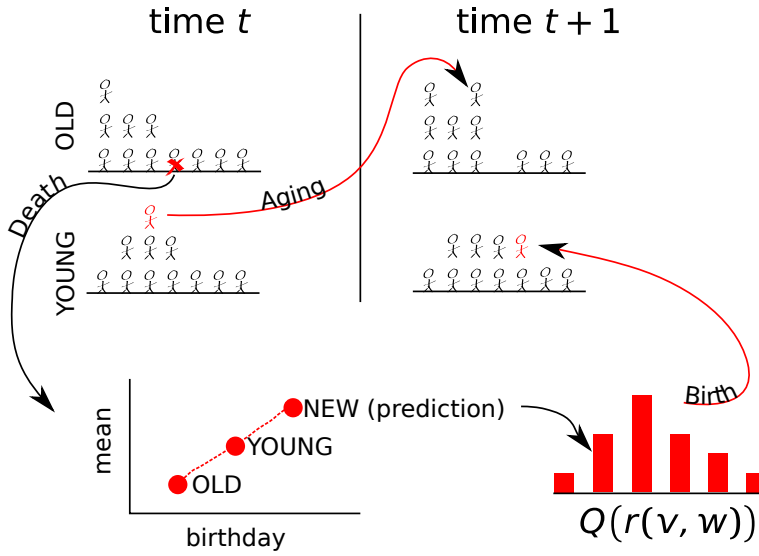 time t
time t + 1
OLD
Death
Aging
YOUNG
Birth
mean
NEW (prediction)
YOUNG
OLD
birthday
Q(r(v, w))